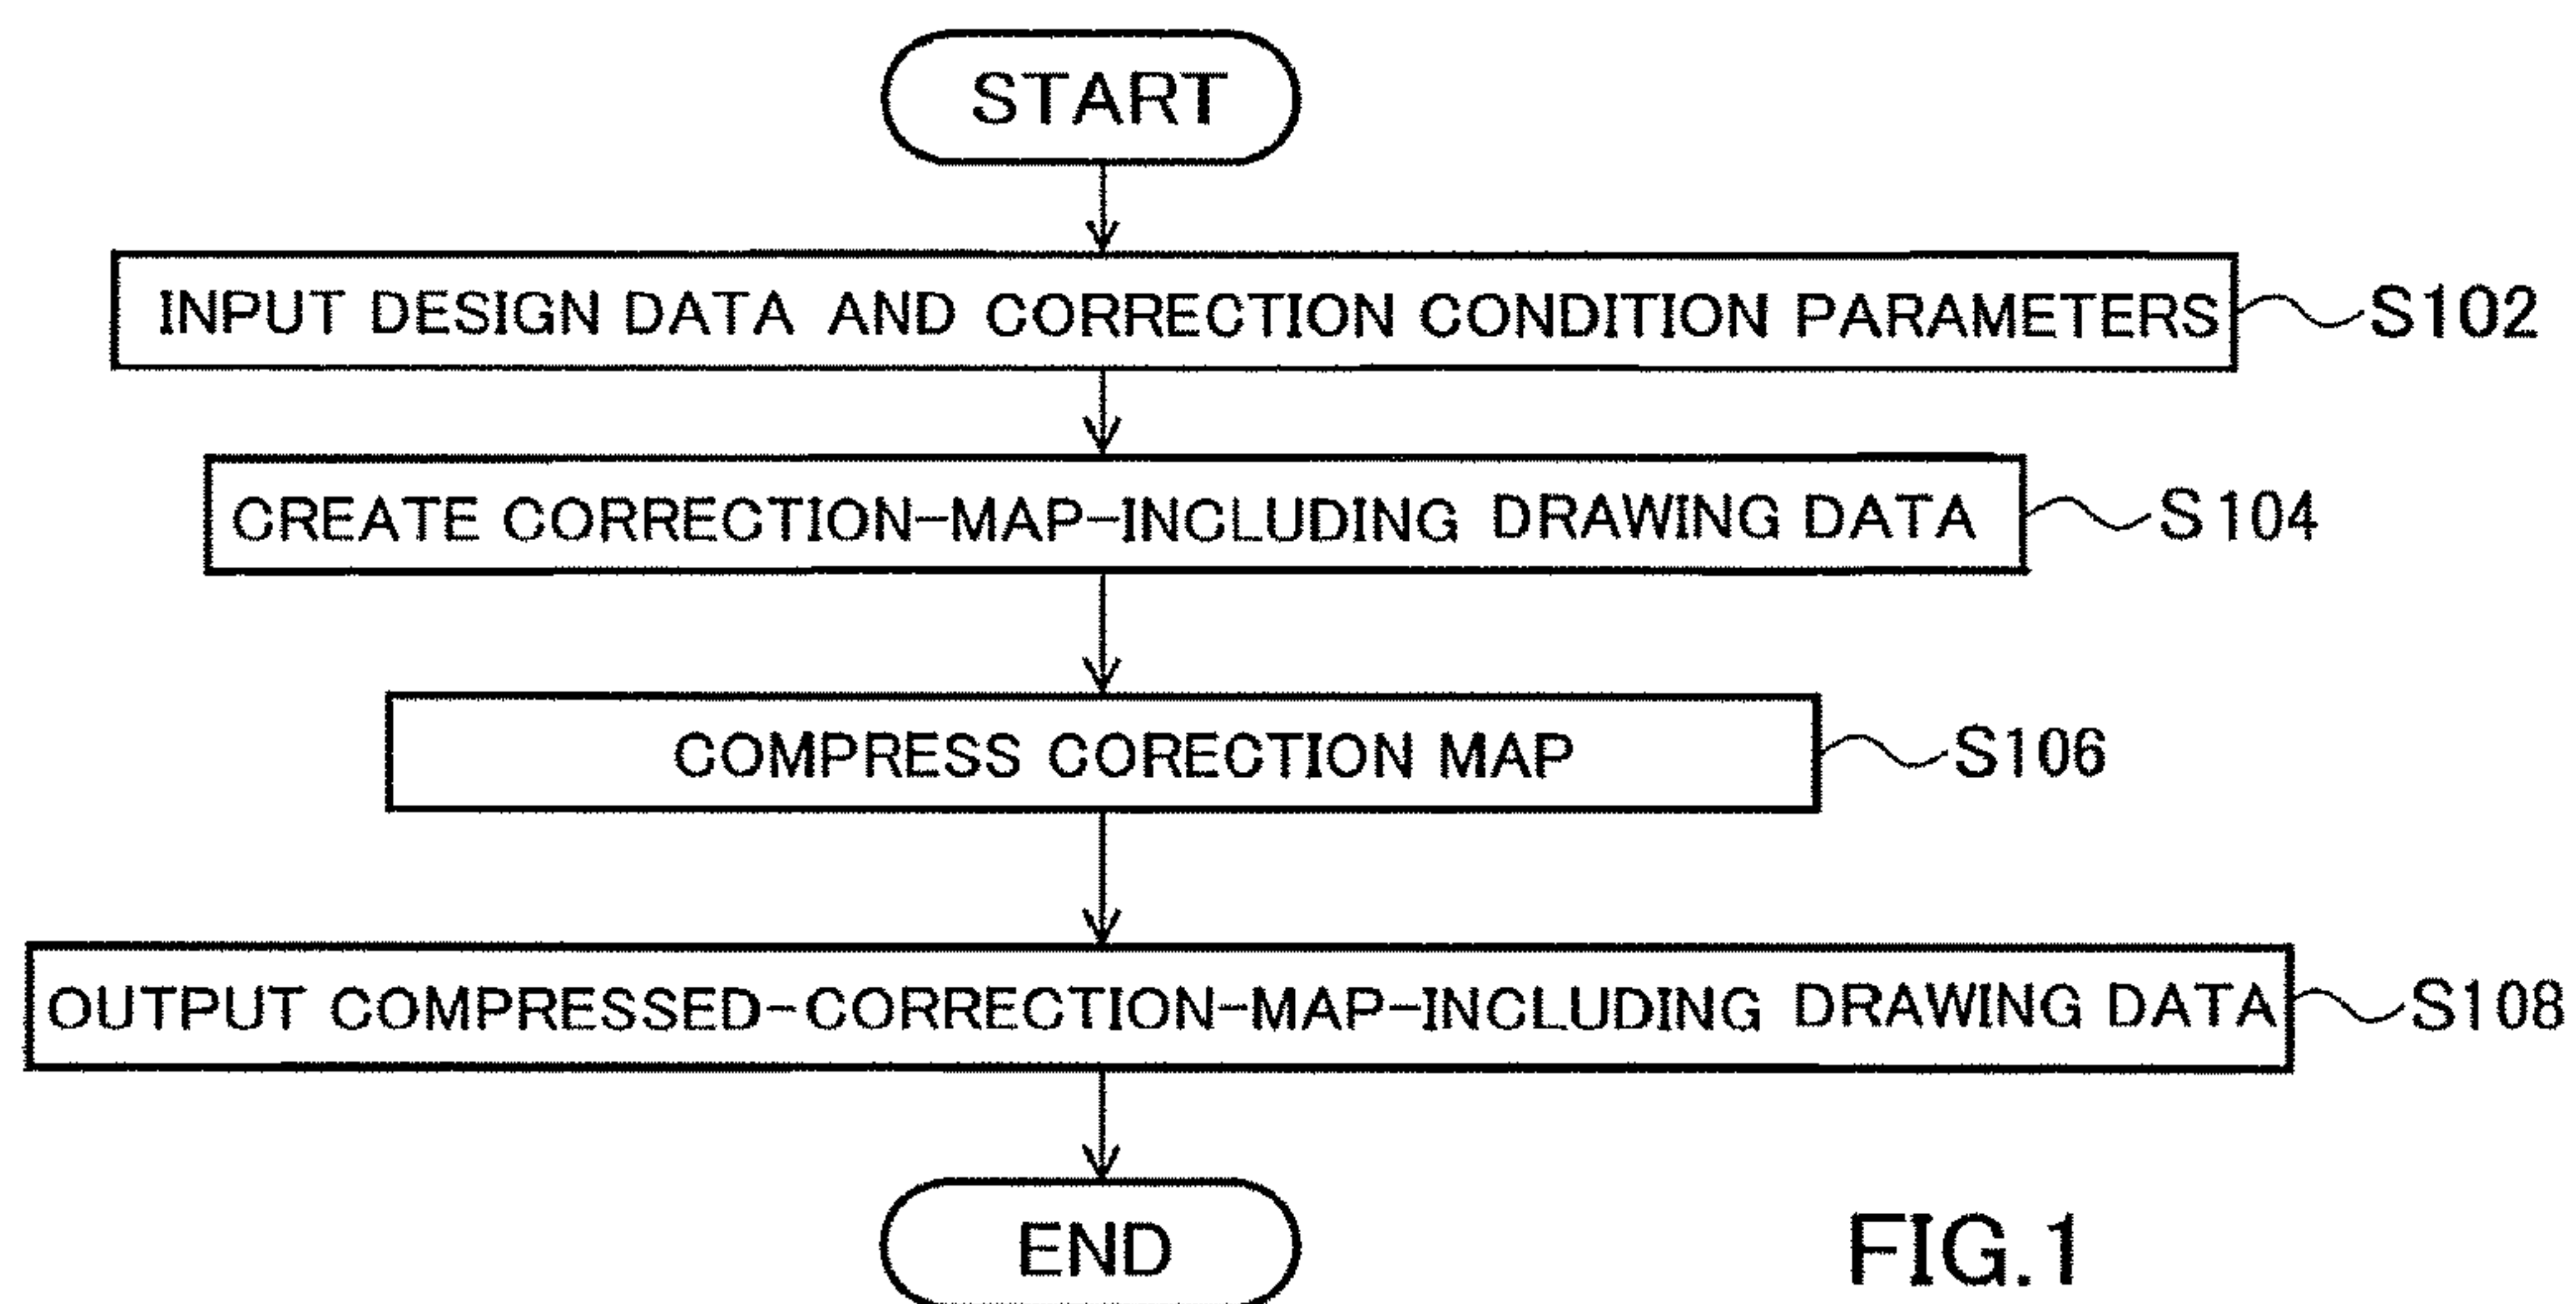 START
INPUT DESIGN DATA AND CORRECTION CONDITION PARAMETERS S102
CREATE CORRECTION-MAP-INCLUDING DRAWING DATA S104
COMPRESS CORECTION MAP S106
OUTPUT COMPRESSED-CORRECTION-MAP-INCLUDING DRAWING DATA S108
END
FIG.1